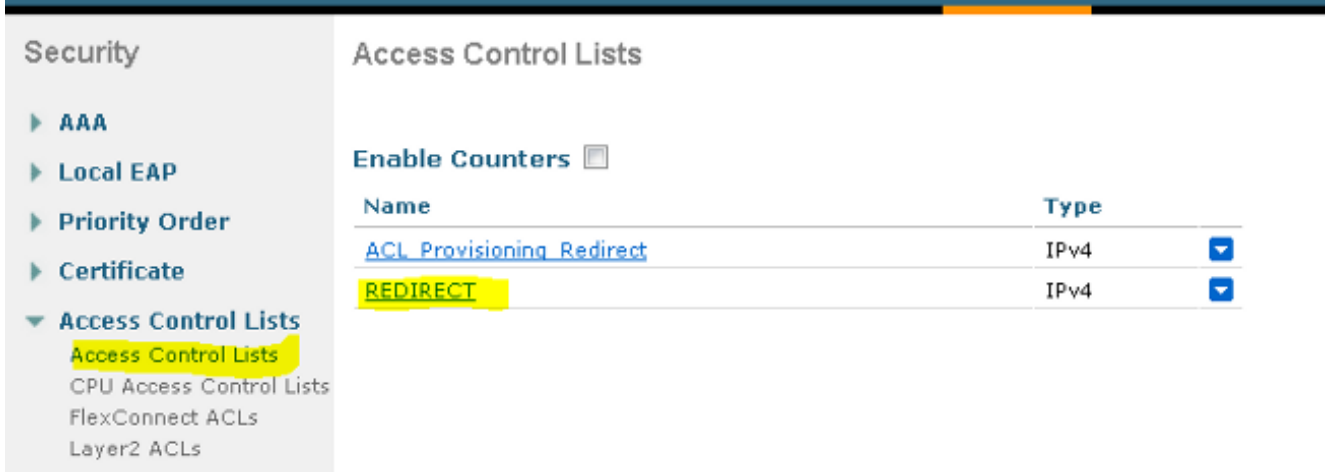 Security
AAA
Local EAP
Priority Order
Certificate
Access Control Lists
Access Control Lists
CPU Access Control Lists
FlexConnect ACLs
Layer2 ACLs
Access Control Lists
Enable Counters
Name Type
ACL_Provisioning_Redirect IPv4
REDIRECT IPv4